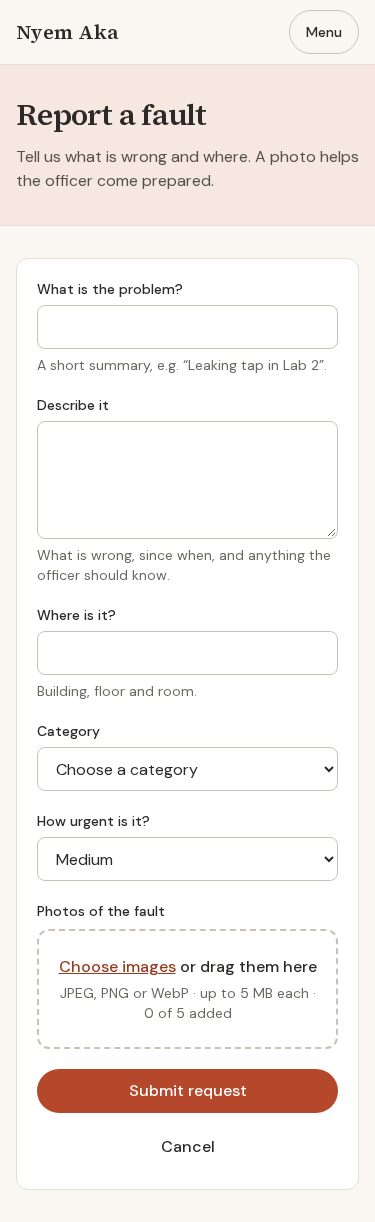 Nyem Aka
Menu
Report a fault
Tell us what is wrong and where. A photo helps
the officer come prepared.
What is the problem?
A short summary, e.g. “Leaking tap in Lab 2”.
Describe it
What is wrong, since when, and anything the
officer should know.
Where is it?
Building, floor and room.
Category
Choose a category
How urgent is it?
Medium
Photos of the fault
Choose images or drag them here
JPEG, PNG or WebP · up to 5 MB each ·
0 of 5 added
Submit request
Cancel